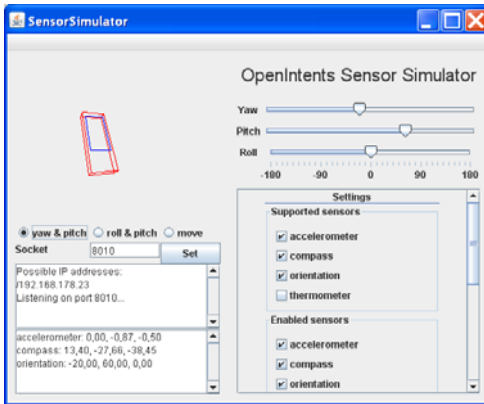 SensorSimulator
OpenIntents Sensor Simulator
Yaw
Pitch
Roll
-180 -90 0 90 180
yaw & pitch roll & pitch move
Socket 8010 Set
Possible IP addresses:
/192.168.178.23
Listening on port 8010...
accelerometer: 0,00, -0,87, -0,50
compass: 13,40, -27,66, -38,45
orientation: -20,00, 60,00, 0,00
Settings
Supported sensors
accelerometer
compass
orientation
thermometer
Enabled sensors
accelerometer
compass
orientation